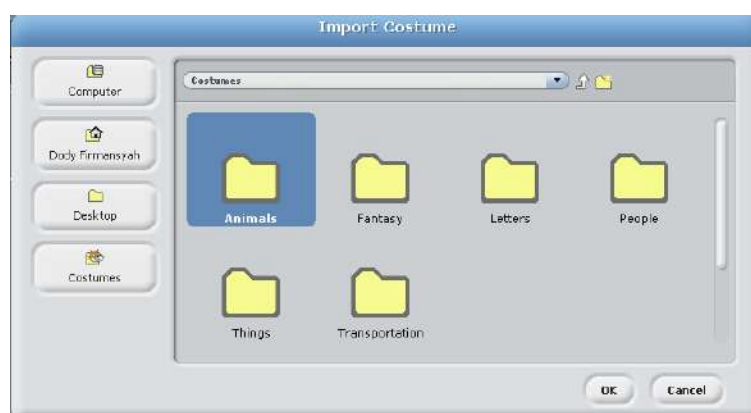 Import Costume
Computer
Dody Firmansyah
Desktop
Costumes
Costumes
Animals
Fantasy
Letters
People
Things
Transportation
OK
Cancel